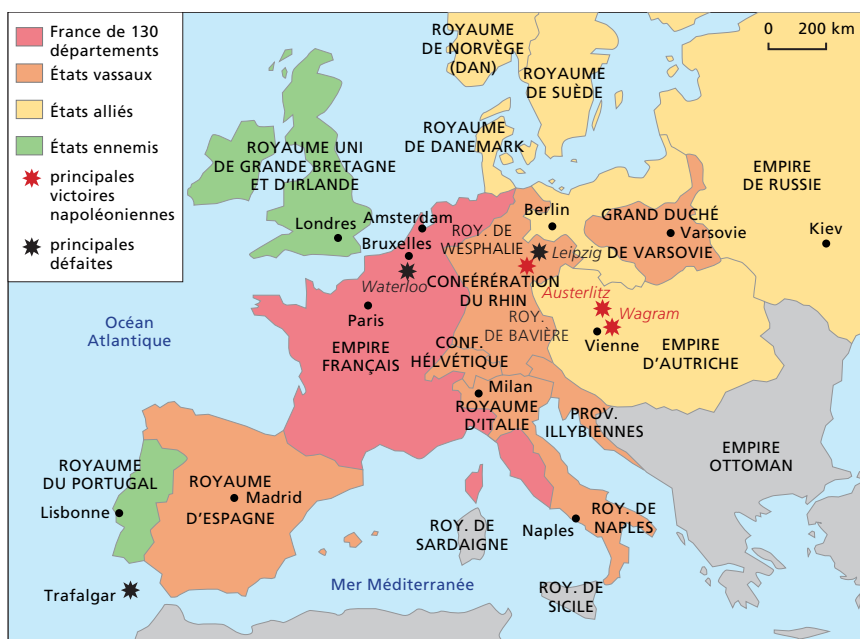 France de 130
départements
États vassaux
États alliés
États ennemis
principales
victoires
napoléoniennes
principales
défaites
0 200 km
ROYAUME
DE NORVÈGE
(DAN)
ROYAUME
DE SUÈDE
ROYAUME
DE DANEMARK
ROYAUME UNI
DE GRANDE BRETAGNE
ET D'IRLANDE
EMPIRE
DE RUSSIE
Londres
Amsterdam
Bruxelles
Waterloo
Berlin
ROY. DE
WESPHALIE
Leipzig
GRAND DUCHÉ
Varsovie
DE VARSOVIE
Kiev
CONFÉRÉRATION
DU RHIN
Austerlitz
Wagram
Océan
Atlantique
Paris
EMPIRE
FRANÇAIS
ROY.
DE BAVIÈRE
Vienne
EMPIRE
D'AUTRICHE
CONF.
HÉLVÉTIQUE
Milan
ROYAUME
D'ITALIE
PROV.
ILLYBIENNES
EMPIRE
OTTOMAN
ROYAUME
DU PORTUGAL
Lisbonne
ROYAUME
Madrid
D'ESPAGNE
ROY. DE
SARDAIGNE
Naples
ROY. DE
NAPLES
Trafalgar
Mer Méditerranée
ROY. DE
SICILE